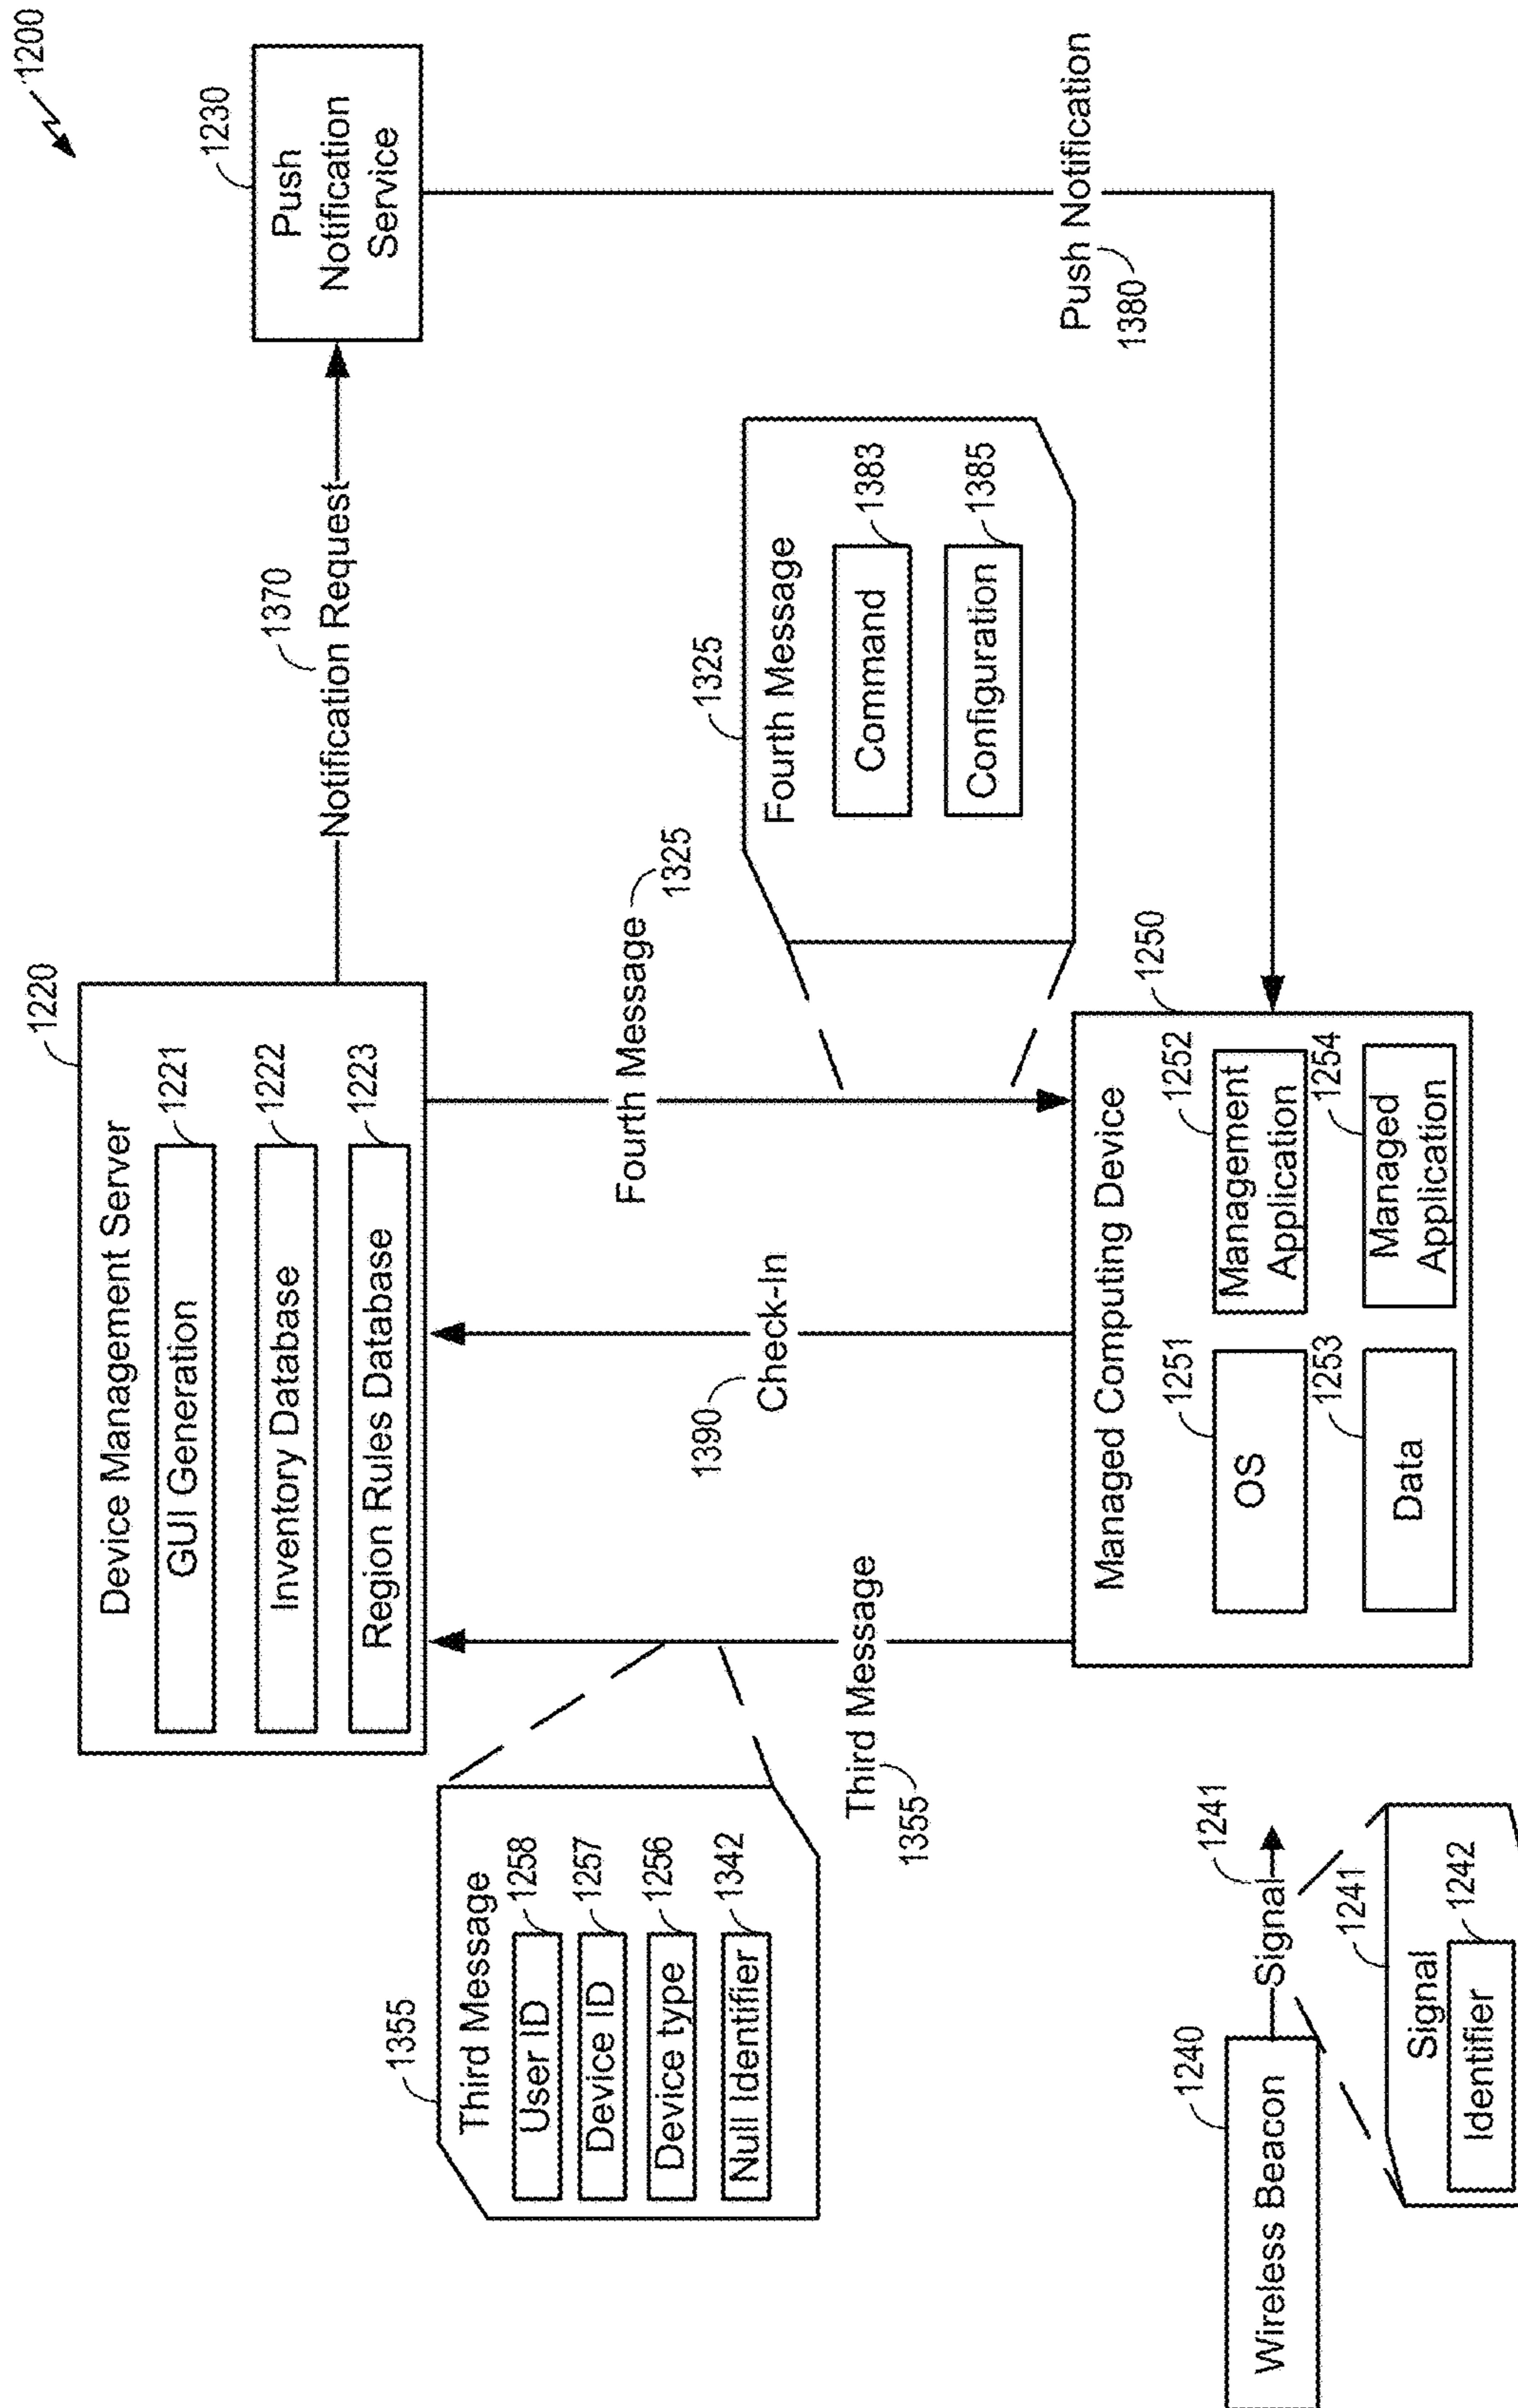 1200
1220
Device Management Server
GUI Generation
1221
Inventory Database
1222
Region Rules Database
1223
1370
Notification Request
1230
Push
Notification
Service
1355
Third Message
User ID
1258
Device ID
1257
Device type
1256
Null Identifier
1342
Third Message
1355
1390
Check-In
Fourth Message
1325
1325
Fourth Message
Command
1383
Configuration
1385
Push Notification
1380
1240
Wireless Beacon
Signal
1241
1241
Signal
Identifier
1242
1250
Managed Computing Device
1251
OS
1252
Management
Application
1253
Data
1254
Managed
Application